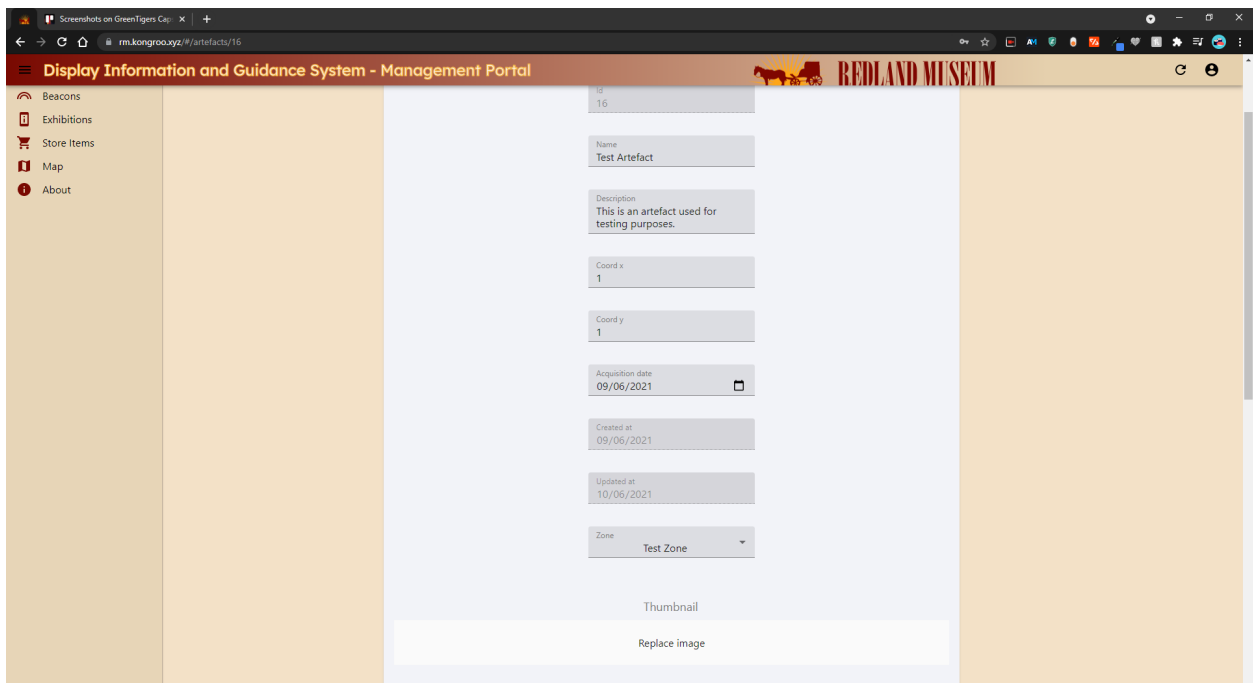 Screenshots on GreenTigers Cap
rm.kongroo.xyz/#/artefacts/16
Display Information and Guidance System - Management Portal
REDLAND MUSEUM
Beacons
Exhibitions
Store Items
Map
About
Id
16
Name
Test Artefact
Description
This is an artefact used for
testing purposes.
Coord x
1
Coord y
1
Acquisition date
09/06/2021
Created at
09/06/2021
Updated at
10/06/2021
Zone
Test Zone
Thumbnail
Replace image